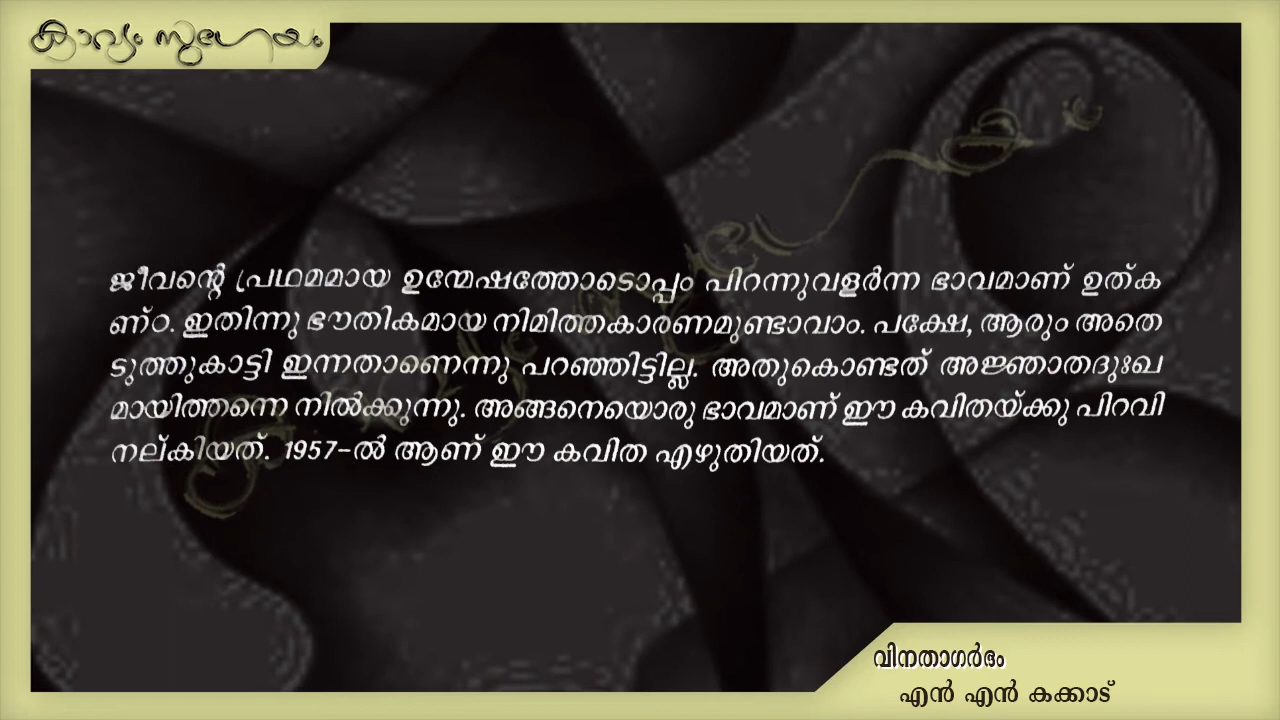 കാവ്യം സുഗേയം
ജീവന്റെ പ്രഥമമായ ഉന്മേഷത്തോടൊപ്പം പിറന്നുവളർന്ന ഭാവമാണ് ഉത്ക
ണ്ഠ. ഇതിന്നു ഭൗതികമായ നിമിത്തകാരണമുണ്ടാവാം. പക്ഷേ, ആരും അതെ
ടുത്തുകാട്ടി ഇന്നതാണെന്നു പറഞ്ഞിട്ടില്ല. അതുകൊണ്ടത് അജ്ഞാതദുഃഖ
മായിത്തന്നെ നിൽക്കുന്നു. അങ്ങനെയൊരു ഭാവമാണ് ഈ കവിതയ്ക്കു പിറവി
നല്കിയത്. 1957-ൽ ആണ് ഈ കവിത എഴുതിയത്.
വിനതാഗർഭം
എൻ എൻ കക്കാട്